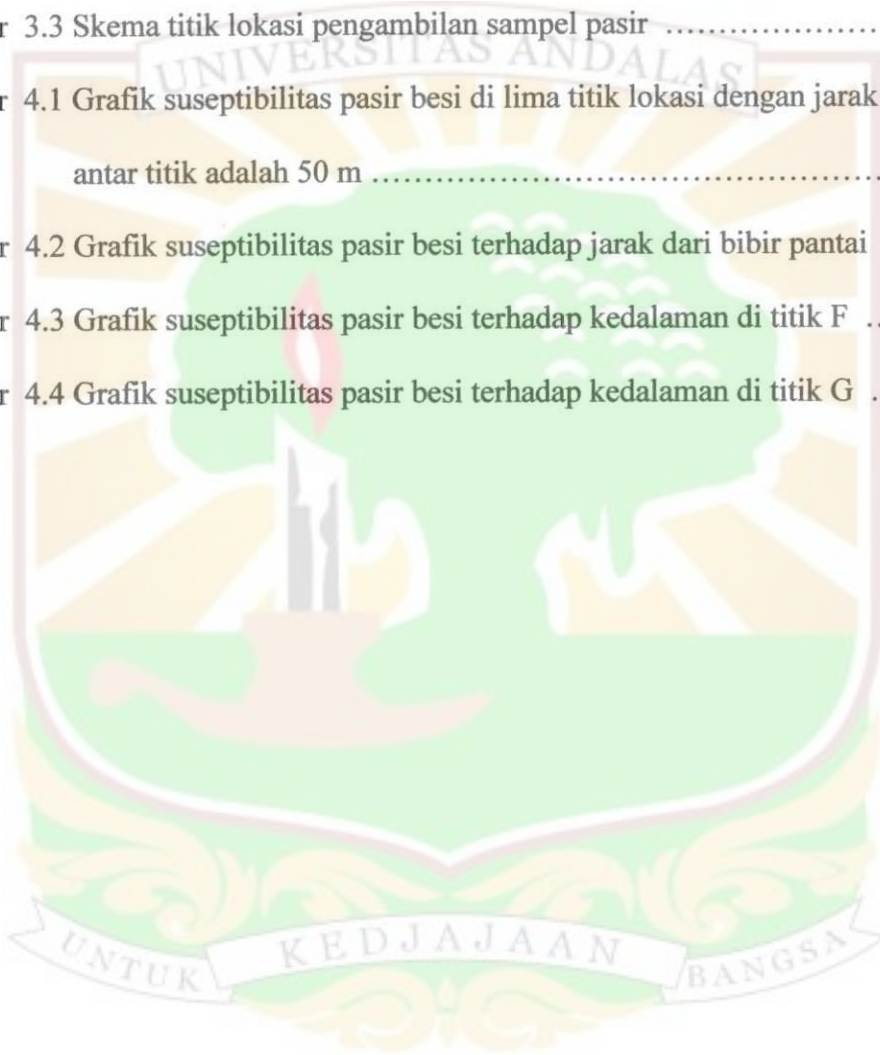 r 3.3 Skema titik lokasi pengambilan sampel pasir ....................
UNIVERSITAS ANDALAS
r 4.1 Grafik suseptibilitas pasir besi di lima titik lokasi dengan jarak
antar titik adalah 50 m ................................................
r 4.2 Grafik suseptibilitas pasir besi terhadap jarak dari bibir pantai
r 4.3 Grafik suseptibilitas pasir besi terhadap kedalaman di titik F ..
r 4.4 Grafik suseptibilitas pasir besi terhadap kedalaman di titik G .
UNTUK KEDJAJAAN BANGSA